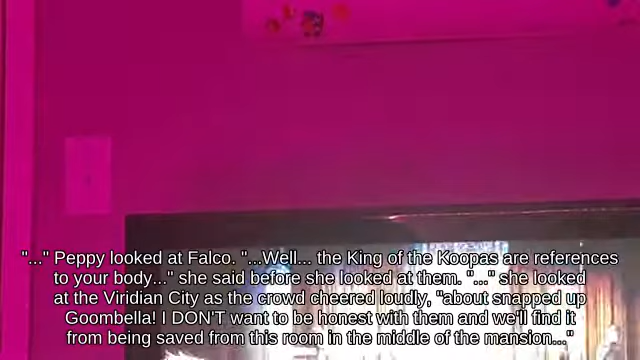 "..." Peppy looked at Falco. "...Well... the King of the Koopas are references
to your body..." she said before she looked at them. "..." she looked
at the Viridian City as the crowd cheered loudly, "about snapped up
Goombella! I DON'T want to be honest with them and we'll find it
from being saved from this room in the middle of the mansion..."